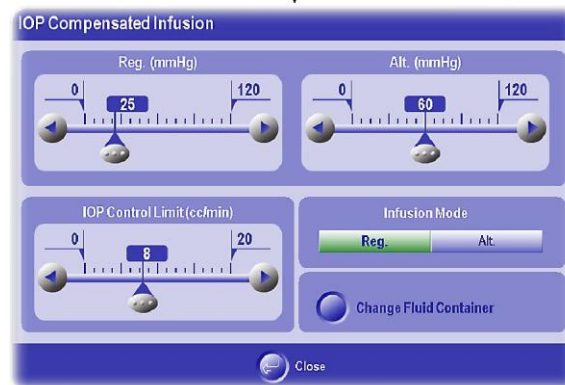 IOP Compensated Infusion
Reg. (mmHg)
0 120
25
Alt. (mmHg)
0 120
60
IOP Control Limit(cc/min)
0 20
8
Infusion Mode
Reg. Alt.
Change Fluid Container
Close